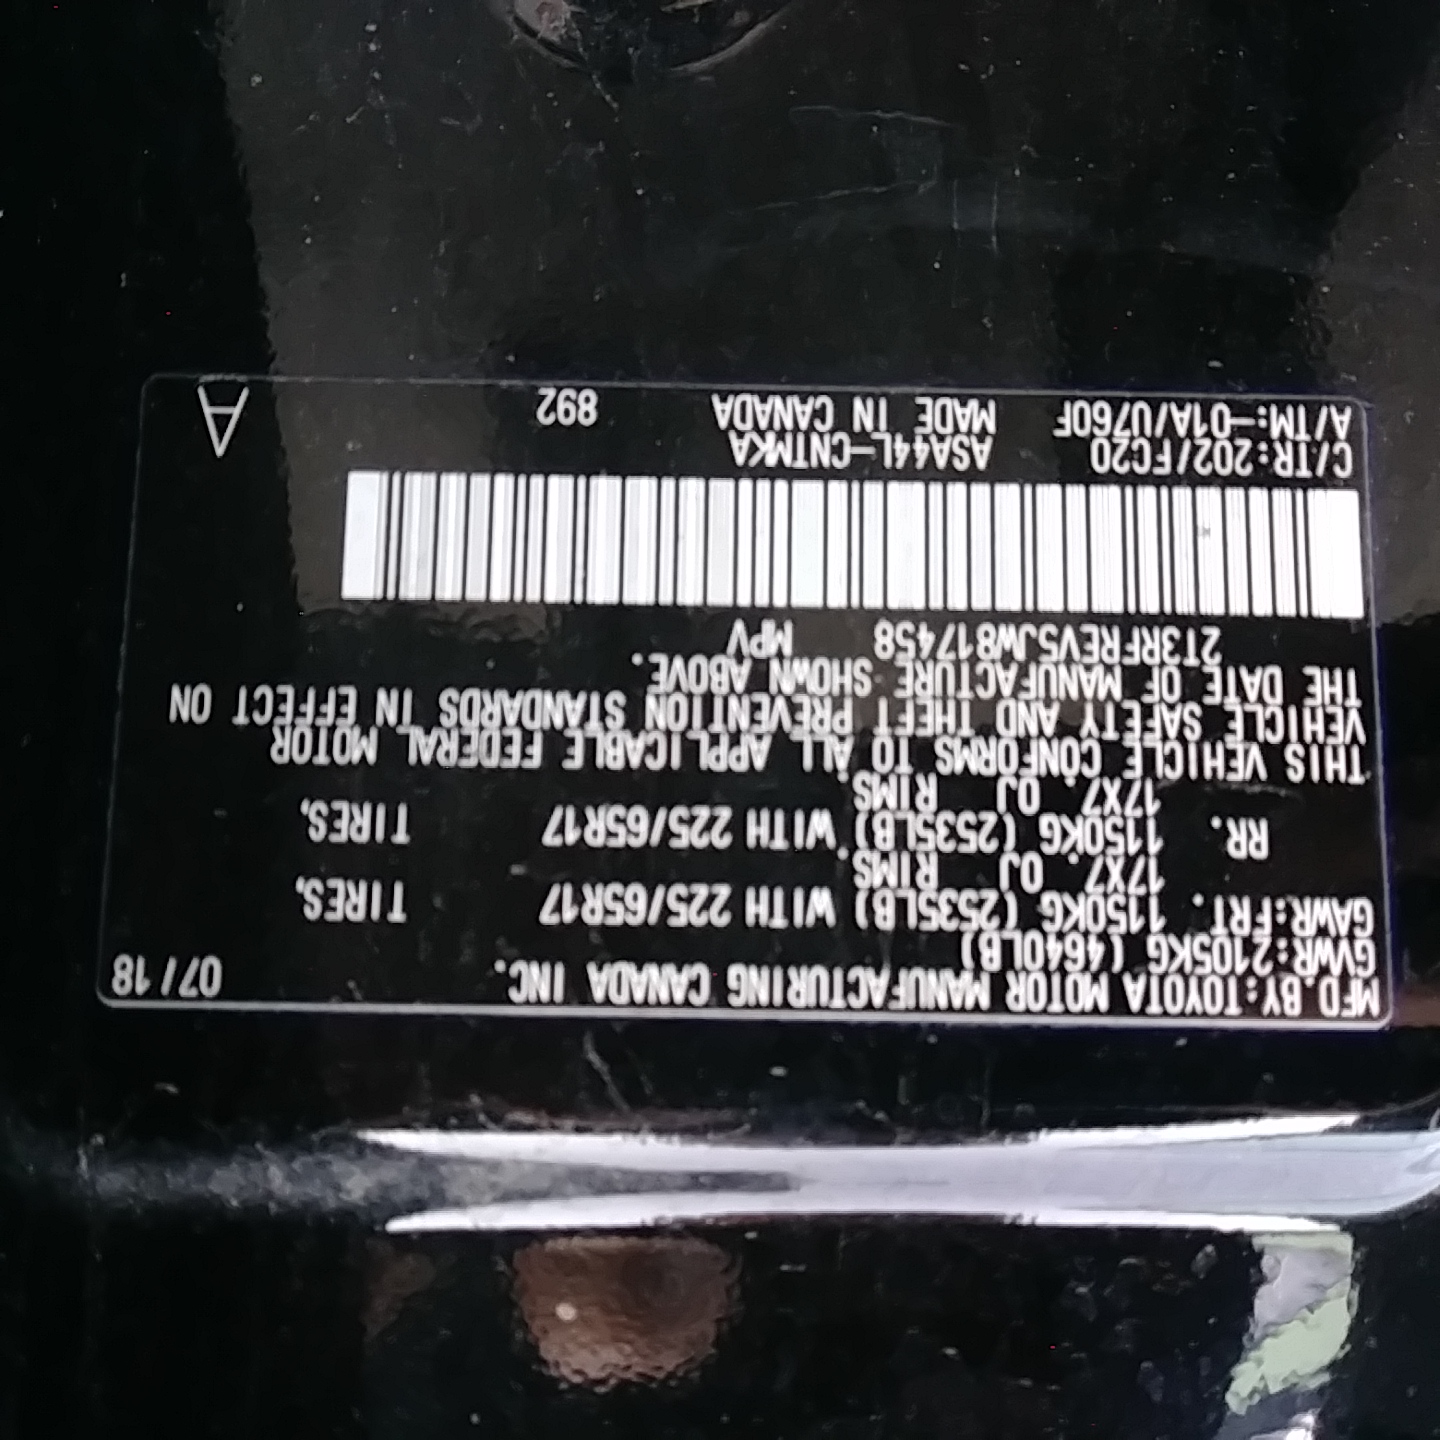 MFD.BY:TOYOTA MOTOR MANUFACTURING CANADA INC. 07/18
GVWR:2105KG (4640LB)
GAWR:FRT. 1150KG (2535LB) WITH 225/65R17 TIRES,
17X7. 0J RIMS.
RR. 1150KG (2535LB) WITH 225/65R17 TIRES,
17X7. 0J RIMS.
THIS VEHICLE CONFORMS TO ALL APPLICABLE FEDERAL MOTOR
VEHICLE SAFETY AND THEFT PREVENTION STANDARDS IN EFFECT ON
THE DATE OF MANUFACTURE SHOWN ABOVE.
2T3RFREV5JW817458 MPV
C/TR:202/FC20 ASA44L-CNTMKA
A/TM:-01A/U760F MADE IN CANADA 892 A